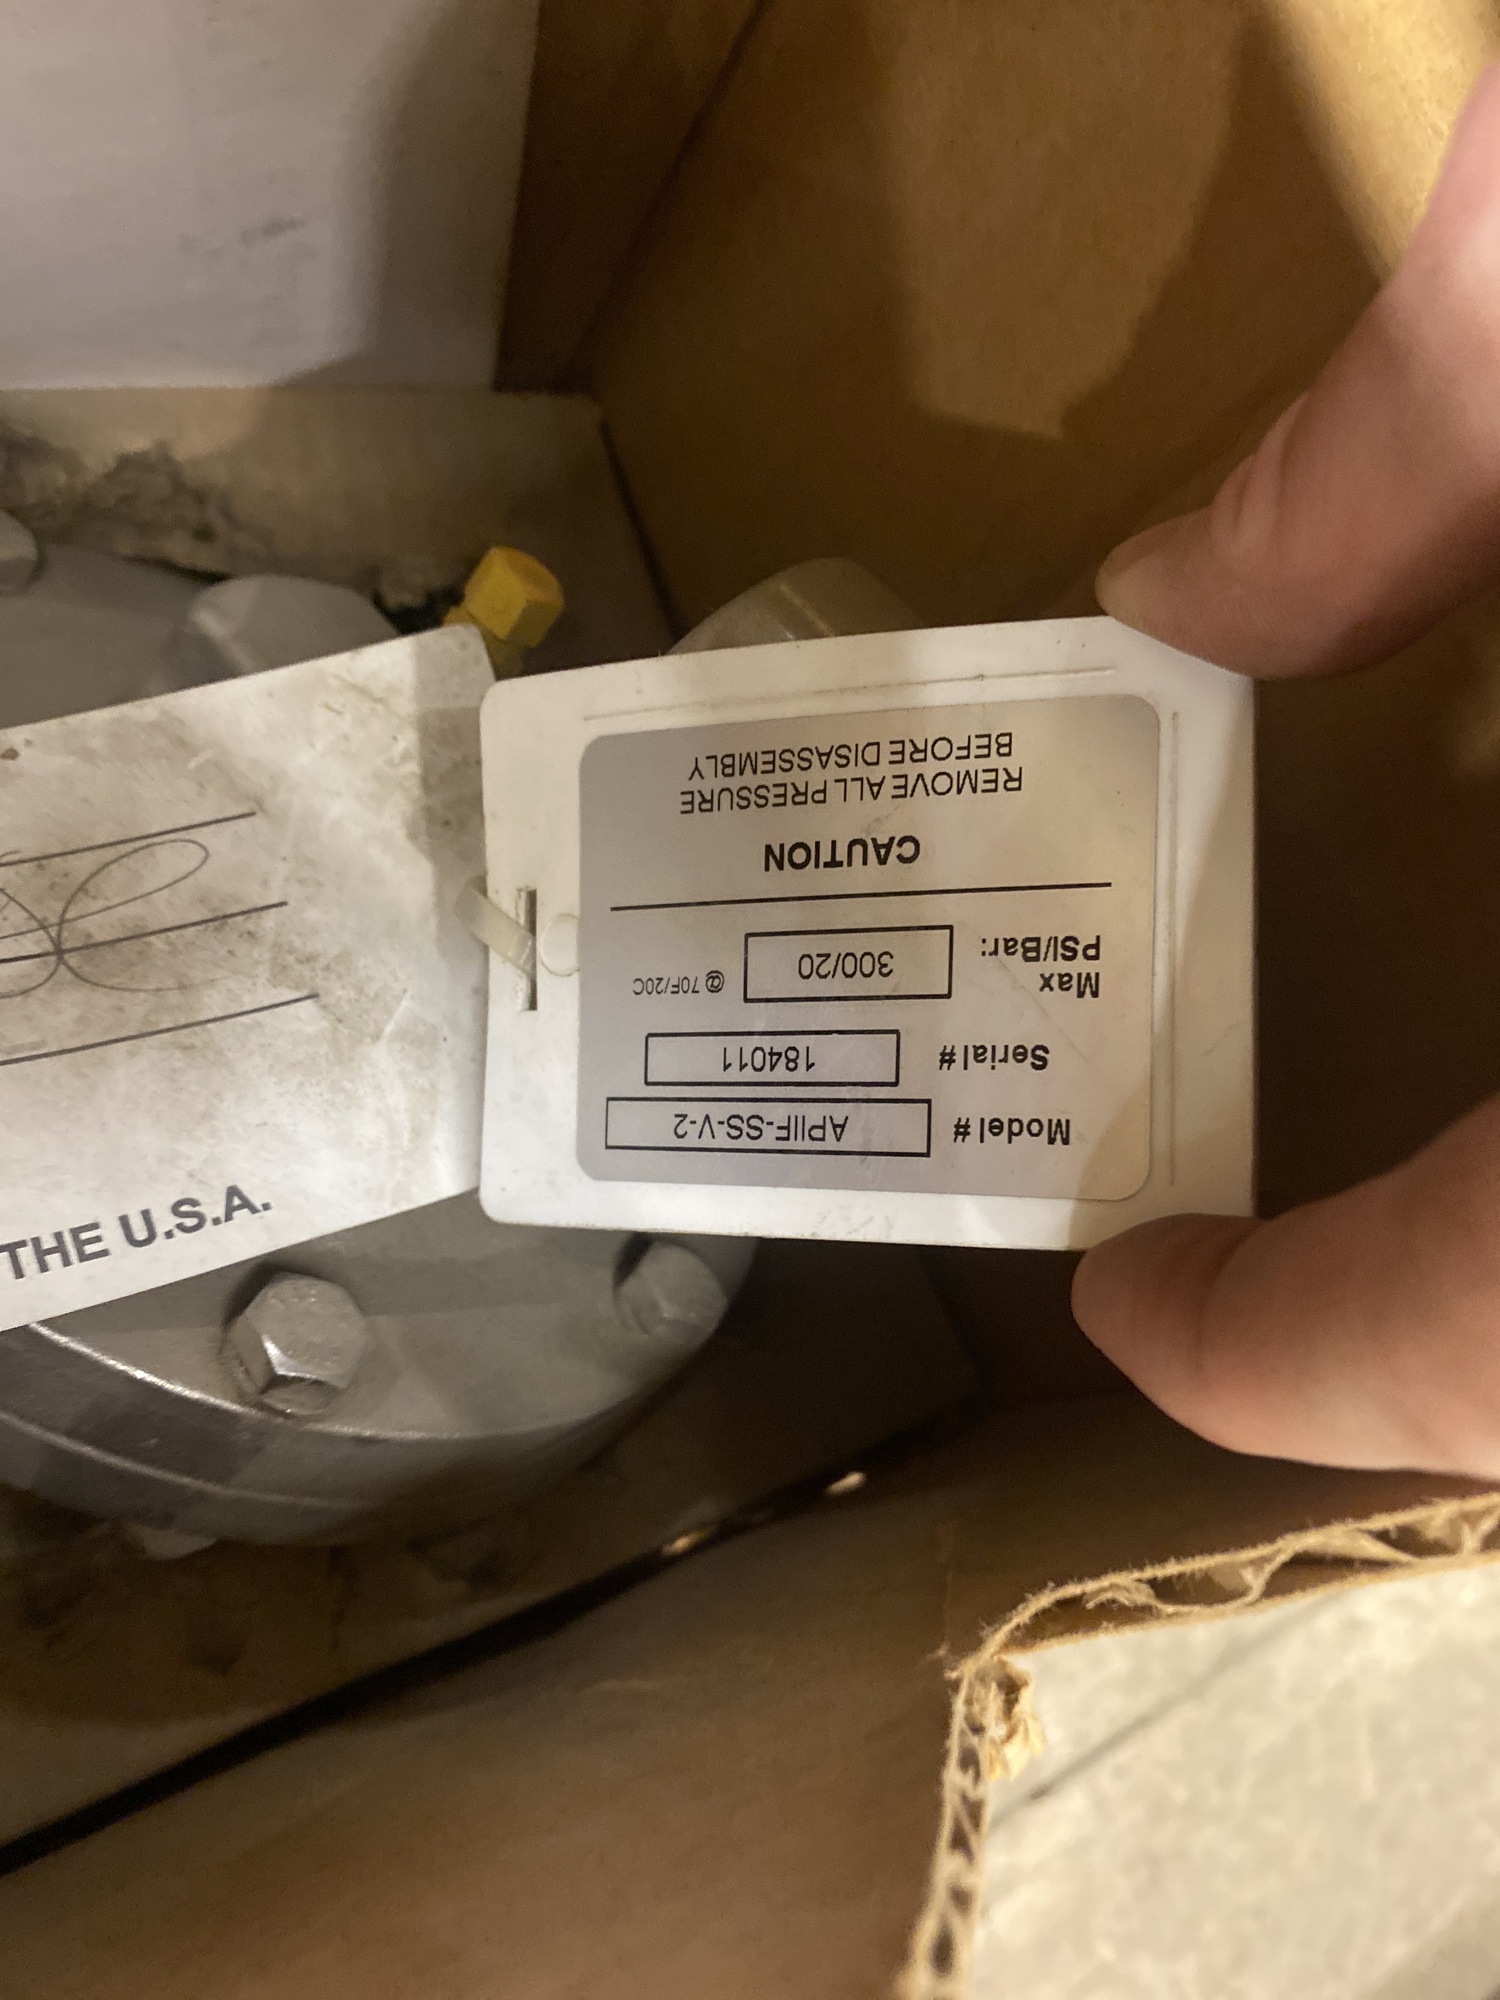 Model # APIIF-SS-V-2
Serial # 184011
Max
PSI/Bar: 300/20 @ 70F/20C
CAUTION
REMOVE ALL PRESSURE
BEFORE DISASSEMBLY
THE U.S.A.